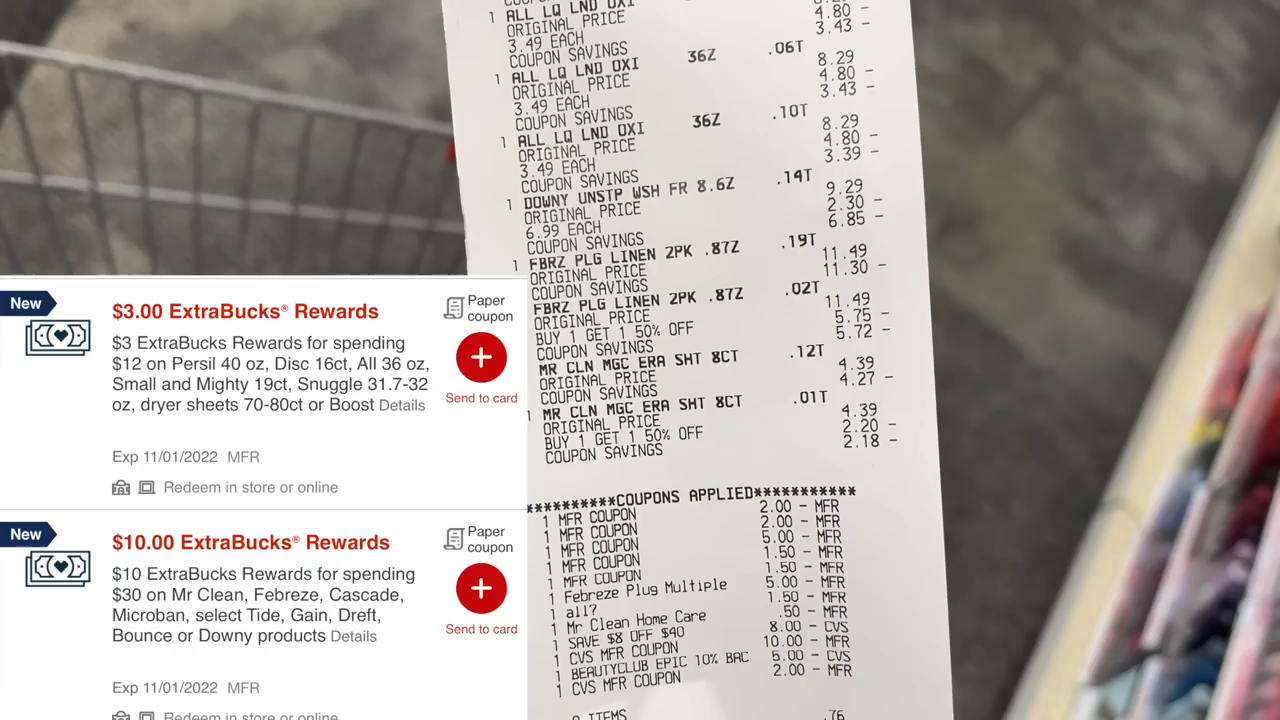 1 ALL LQ LND OXI
ORIGINAL PRICE 4.80 -
3.49 EACH 3.43 -
COUPON SAVINGS
1 ALL LQ LND OXI 36Z .06T
ORIGINAL PRICE 8.29
3.49 EACH 4.80 -
COUPON SAVINGS 3.43 -
1 ALL LQ LND OXI 36Z .10T
ORIGINAL PRICE 8.29
3.49 EACH 4.80 -
COUPON SAVINGS 3.39 -
1 DOWNY UNSTP WSH FR 8.6Z .14T
ORIGINAL PRICE 9.29
6.99 EACH 2.30 -
COUPON SAVINGS 6.85 -
1 FBRZ PLG LINEN 2PK .87Z .19T
ORIGINAL PRICE 11.49
COUPON SAVINGS 11.30 -
FBRZ PLG LINEN 2PK .87Z .02T
ORIGINAL PRICE 11.49
BUY 1 GET 1 50% OFF 5.75 -
COUPON SAVINGS 5.72 -
MR CLN MGC ERA SHT 8CT .12T
ORIGINAL PRICE 4.39
COUPON SAVINGS 4.27 -
1 MR CLN MGC ERA SHT 8CT .01T
ORIGINAL PRICE 4.39
BUY 1 GET 1 50% OFF 2.20 -
COUPON SAVINGS 2.18 -
**********COUPONS APPLIED***********
1 MFR COUPON 2.00 - MFR
1 MFR COUPON 2.00 - MFR
1 MFR COUPON 5.00 - MFR
1 MFR COUPON 1.50 - MFR
1 MFR COUPON 1.50 - MFR
1 Febreze Plug Multiple 5.00 - MFR
1 all? 1.50 - MFR
1 Mr Clean Home Care .50 - MFR
1 SAVE $8 OFF $40 8.00 - CVS
1 CVS MFR COUPON 10.00 - MFR
1 BEAUTYCLUB EPIC 10% BAC 5.00 - CVS
1 CVS MFR COUPON 2.00 - MFR
ITEMS .76
New
$3.00 ExtraBucks® Rewards
Paper coupon
$3 ExtraBucks Rewards for spending
$12 on Persil 40 oz, Disc 16ct, All 36 oz,
Small and Mighty 19ct, Snuggle 31.7-32
oz, dryer sheets 70-80ct or Boost Details
+
Send to card
Exp 11/01/2022 MFR
Redeem in store or online
New
$10.00 ExtraBucks® Rewards
Paper coupon
$10 ExtraBucks Rewards for spending
$30 on Mr Clean, Febreze, Cascade,
Microban, select Tide, Gain, Dreft,
Bounce or Downy products Details
+
Send to card
Exp 11/01/2022 MFR
Redeem in store or online